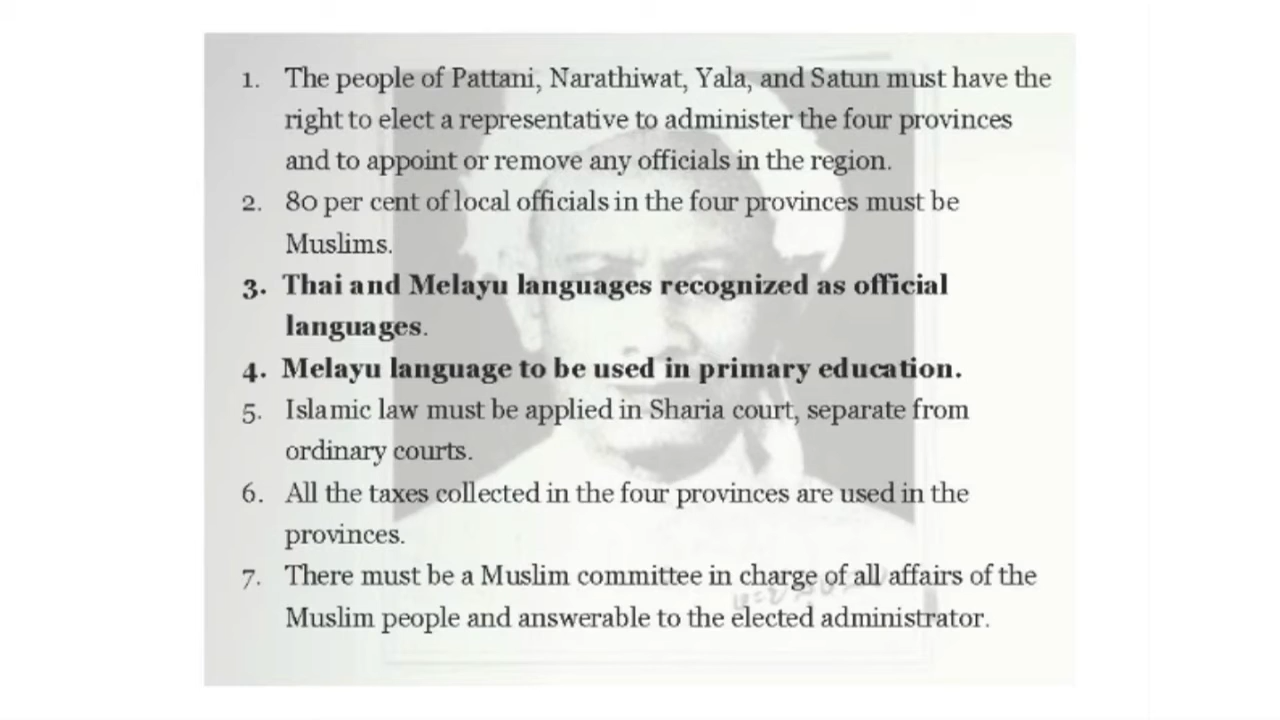 1. The people of Pattani, Narathiwat, Yala, and Satun must have the
right to elect a representative to administer the four provinces
and to appoint or remove any officials in the region.
2. 80 per cent of local officials in the four provinces must be
Muslims.
3. Thai and Melayu languages recognized as official
languages.
4. Melayu language to be used in primary education.
5. Islamic law must be applied in Sharia court, separate from
ordinary courts.
6. All the taxes collected in the four provinces are used in the
provinces.
7. There must be a Muslim committee in charge of all affairs of the
Muslim people and answerable to the elected administrator.